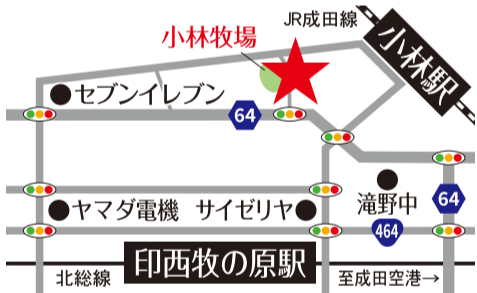 JR成田線
小林牧場
小林駅
セブンイレブン
64
滝野中
64
ヤマダ電機 サイゼリヤ
464
印西牧の原駅
北総線
至成田空港→